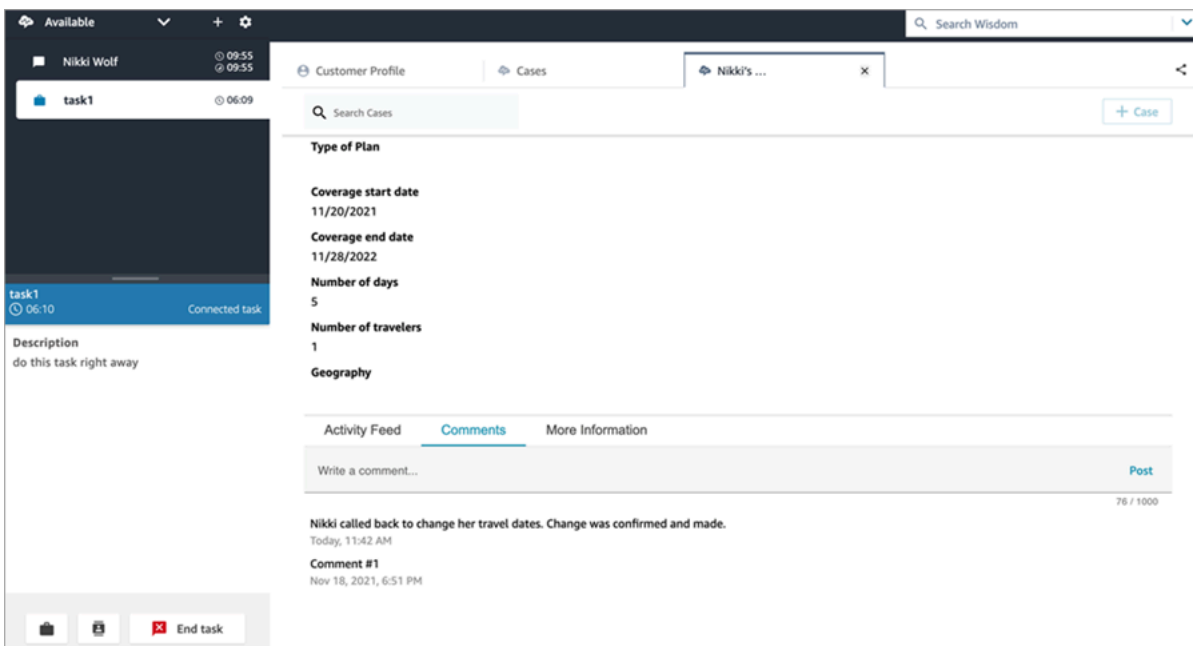 Available
Search Wisdom
Nikki Wolf
09:55
09:55
task1
06:09
Customer Profile
Cases
Nikki's ...
Search Cases
+ Case
Type of Plan
Coverage start date
11/20/2021
Coverage end date
11/28/2022
Number of days
5
Number of travelers
1
Geography
task1
06:10
Connected task
Description
do this task right away
Activity Feed
Comments
More Information
Write a comment...
Post
76 / 1000
Nikki called back to change her travel dates. Change was confirmed and made.
Today, 11:42 AM
Comment #1
Nov 18, 2021, 6:51 PM
End task